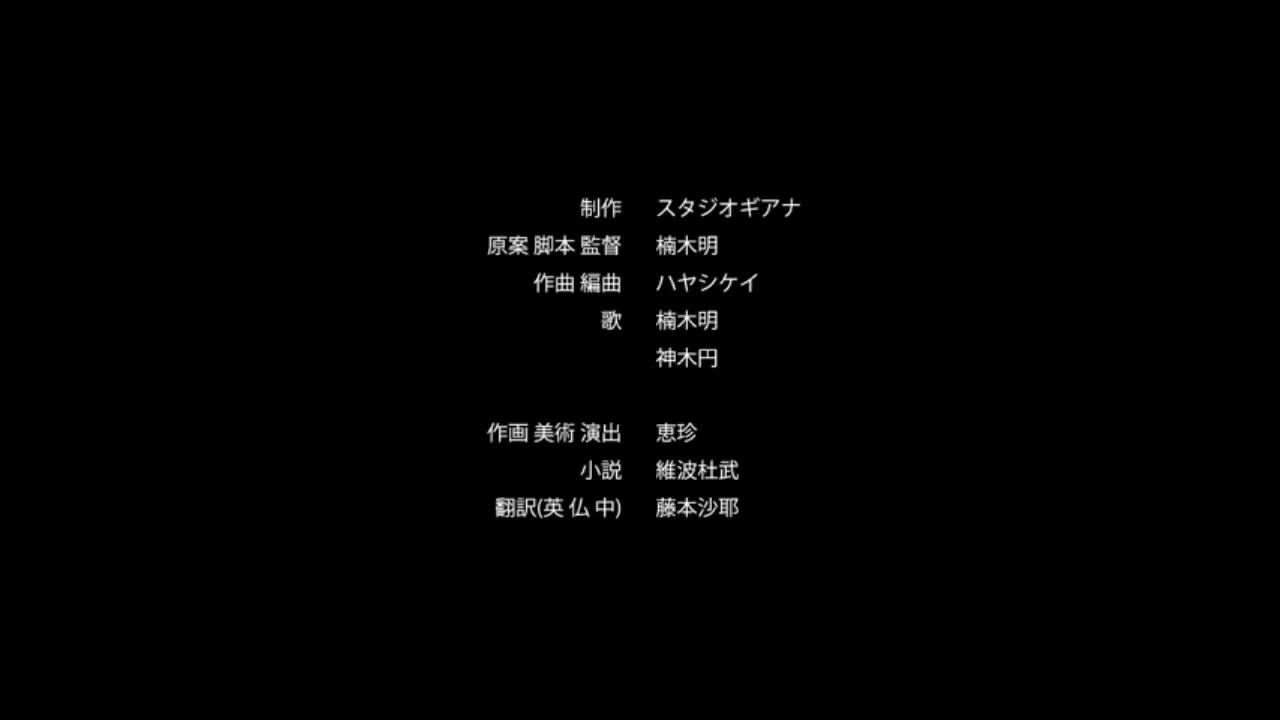 制作 スタジオギアナ
原案 脚本 監督 楠木明
作曲 編曲 ハヤシケイ
歌 楠木明
神木円
作画 美術 演出 恵珍
小説 維波杜武
翻訳(英 仏 中) 藤本沙耶